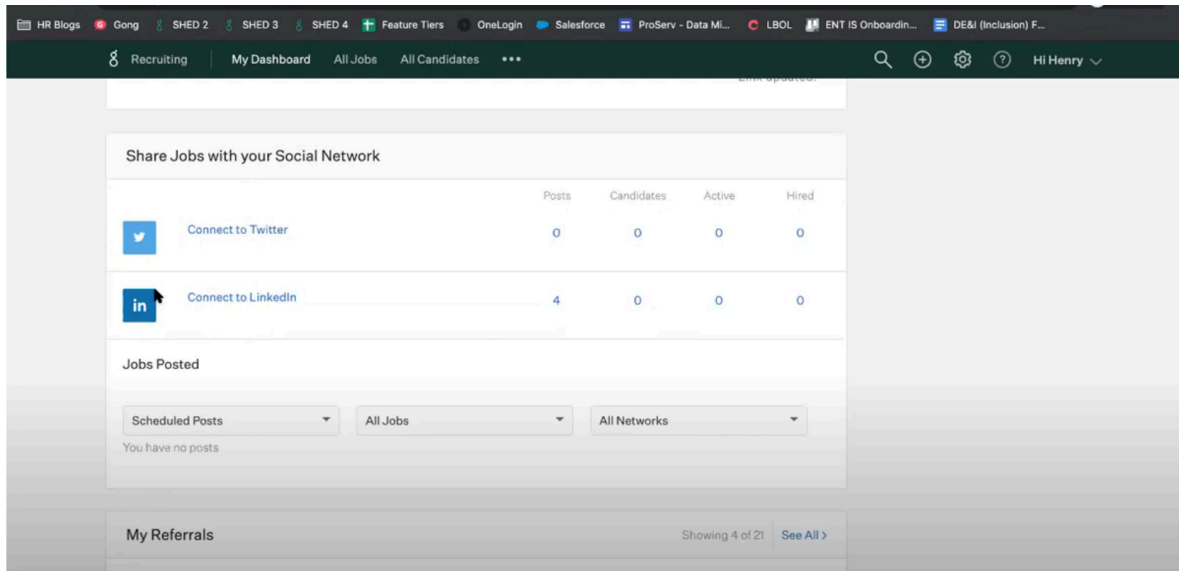 HR Blogs Gong SHED 2 SHED 3 SHED 4 Feature Tiers OneLogin Salesforce ProServ - Data Mi... LBOL ENT IS Onboardin... DE&I (Inclusion) F...
Recruiting My Dashboard All Jobs All Candidates ••• Hi Henry
Link updated.
Share Jobs with your Social Network
Posts Candidates Active Hired
Connect to Twitter 0 0 0 0
in Connect to LinkedIn 4 0 0 0
Jobs Posted
Scheduled Posts All Jobs All Networks
You have no posts
My Referrals Showing 4 of 21 See All >